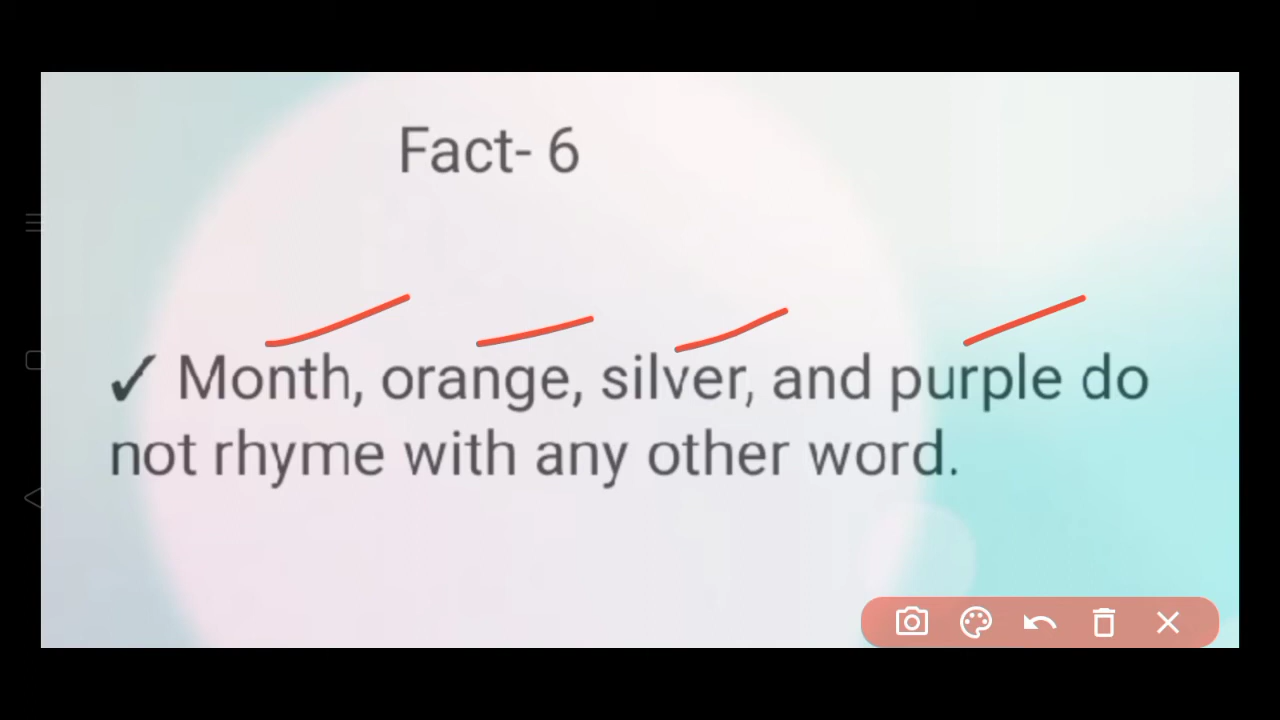 Fact- 6
✓ Month, orange, silver, and purple do
not rhyme with any other word.